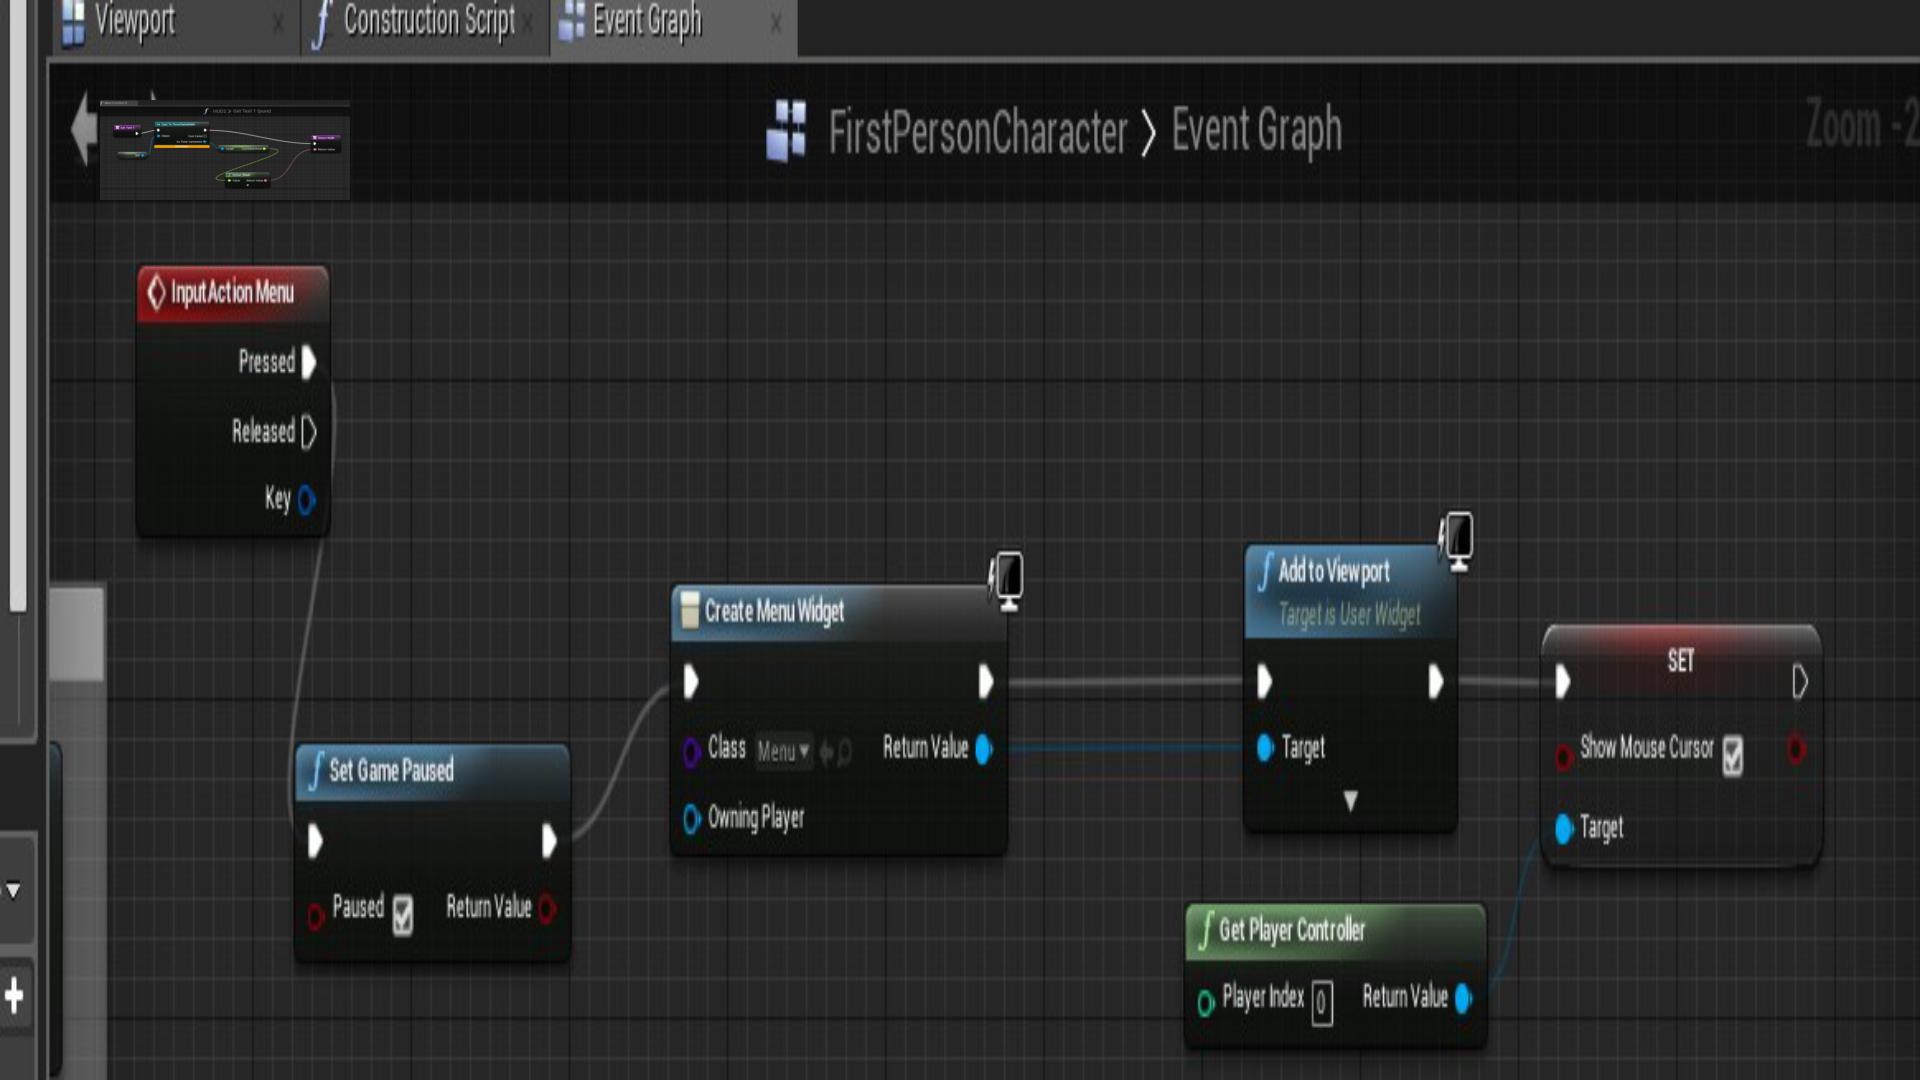 Viewport
Construction Script
Event Graph
FirstPersonCharacter > Event Graph
Zoom -2
InputAction Menu
Pressed
Released
Key
Set Game Paused
Paused
Return Value
Create Menu Widget
Class
Menu
Return Value
Owning Player
Add to Viewport
Target is User Widget
Target
SET
Show Mouse Cursor
Target
Get Player Controller
Player Index 0
Return Value